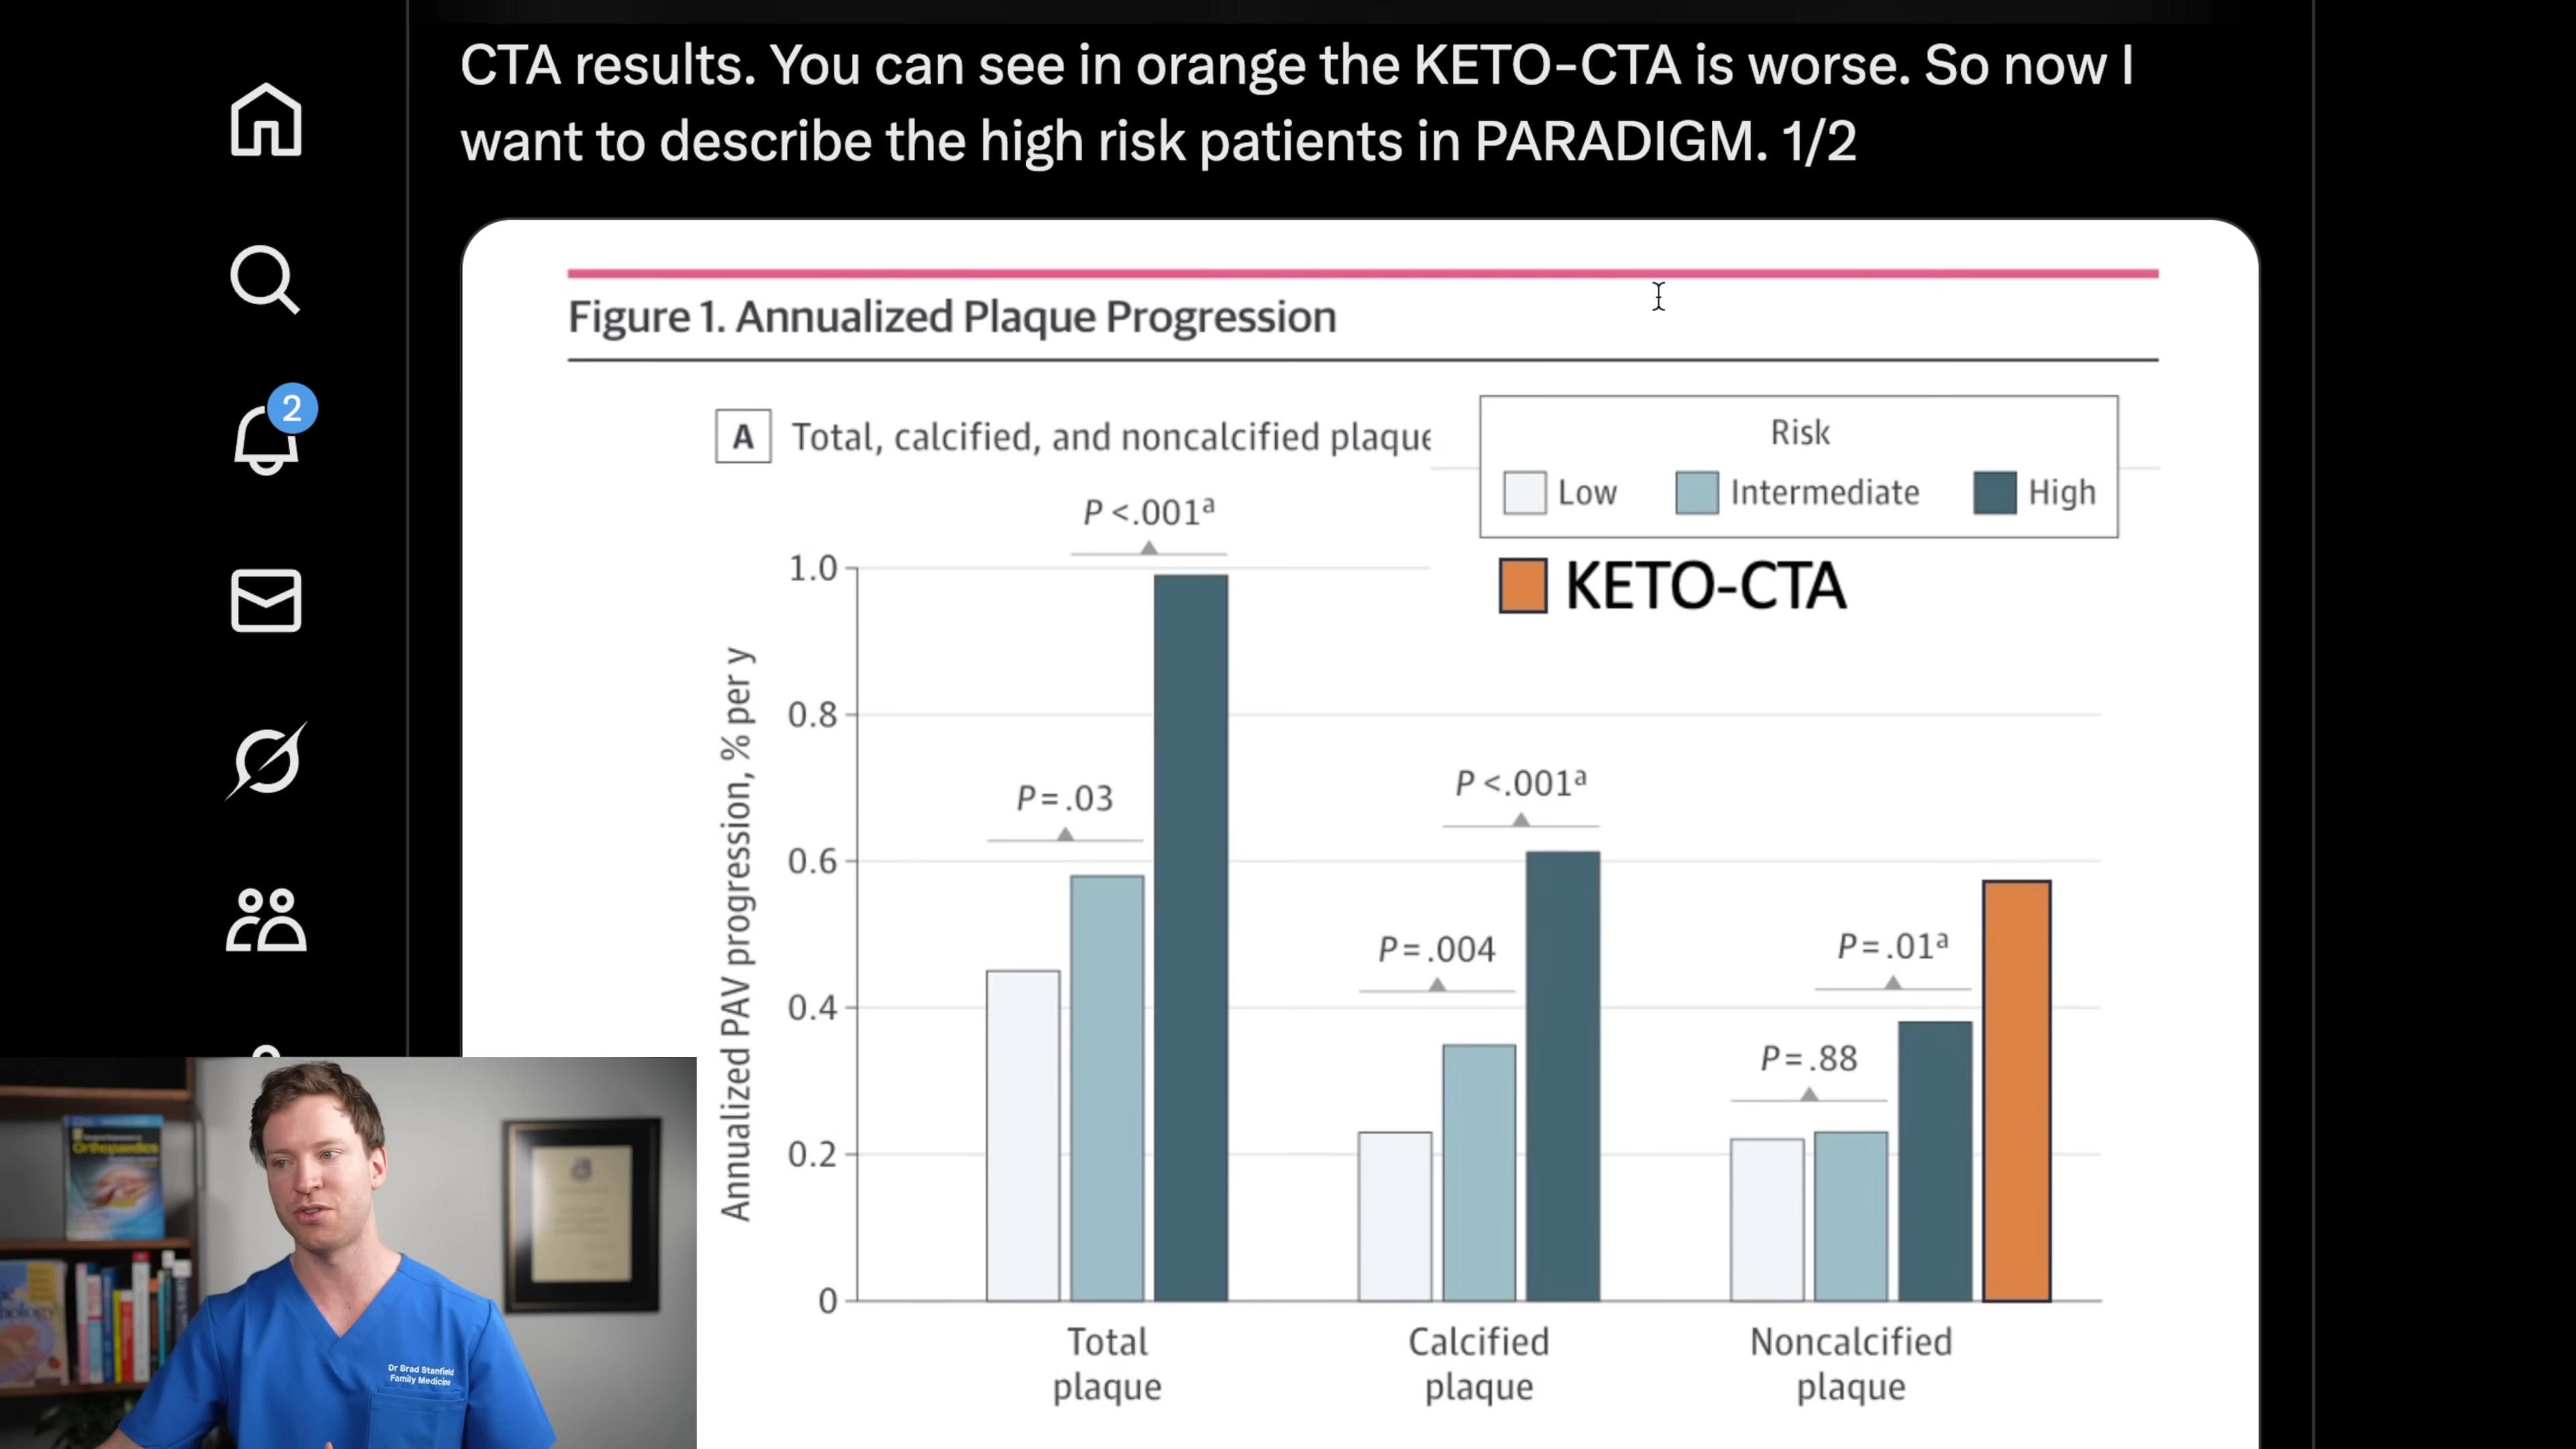 CTA results. You can see in orange the KETO-CTA is worse. So now I
want to describe the high risk patients in PARADIGM. 1/2
2
Figure 1. Annualized Plaque Progression
A Total, calcified, and noncalcified plaque
Risk
Low Intermediate High
KETO-CTA
Annualized PAV progression, % per y
1.0
0.8
0.6
0.4
0.2
0
P <.001ᵃ
P = .03
P <.001ᵃ
P = .004
P = .01ᵃ
P = .88
Total
plaque
Calcified
plaque
Noncalcified
plaque
Orthopaedics
Dr Brad Stanfield
Family Medicine